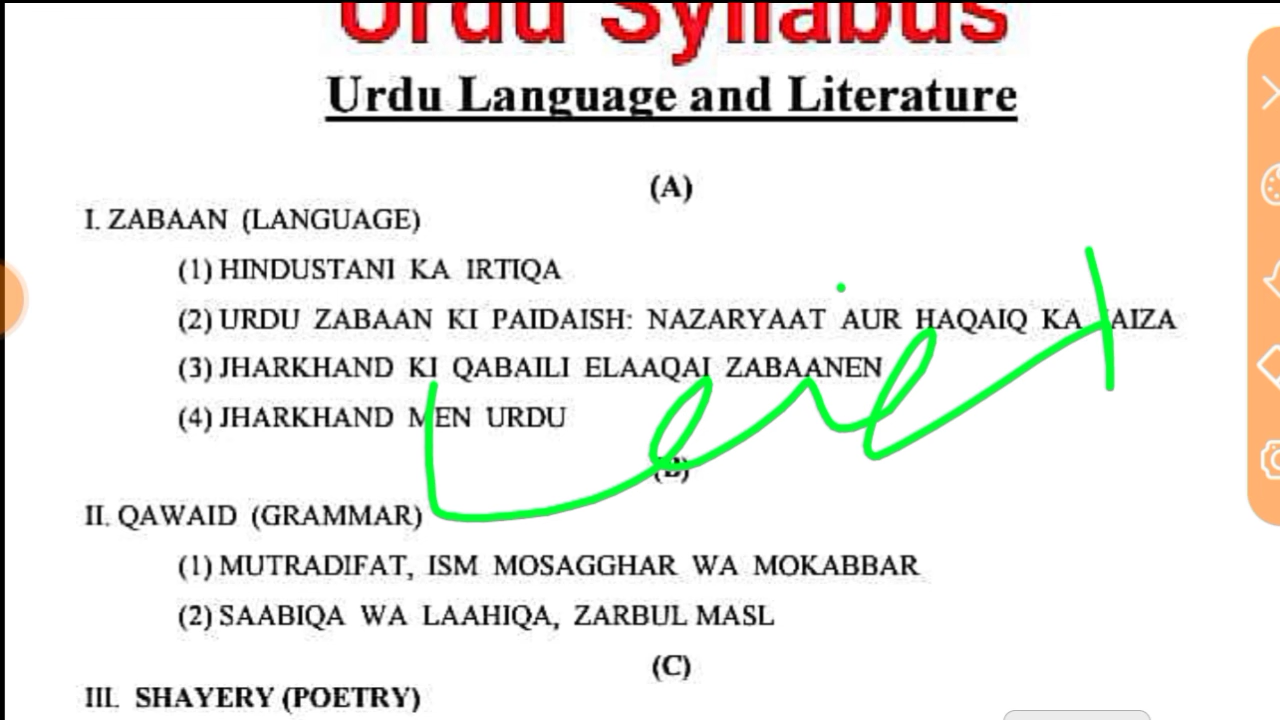 Urdu Syllabus
Urdu Language and Literature
(A)
I. ZABAAN (LANGUAGE)
(1) HINDUSTANI KA IRTIQA
(2) URDU ZABAAN KI PAIDAISH: NAZARYAAT AUR HAQAIQ KA JAIZA
(3) JHARKHAND KI QABAILI ELAAQAI ZABAANEN
(4) JHARKHAND MEN URDU
(B)
II. QAWAID (GRAMMAR)
(1) MUTRADIFAT, ISM MOSAGGHAR WA MOKABBAR
(2) SAABIQA WA LAAHIQA, ZARBUL MASL
(C)
III. SHAYERY (POETRY)